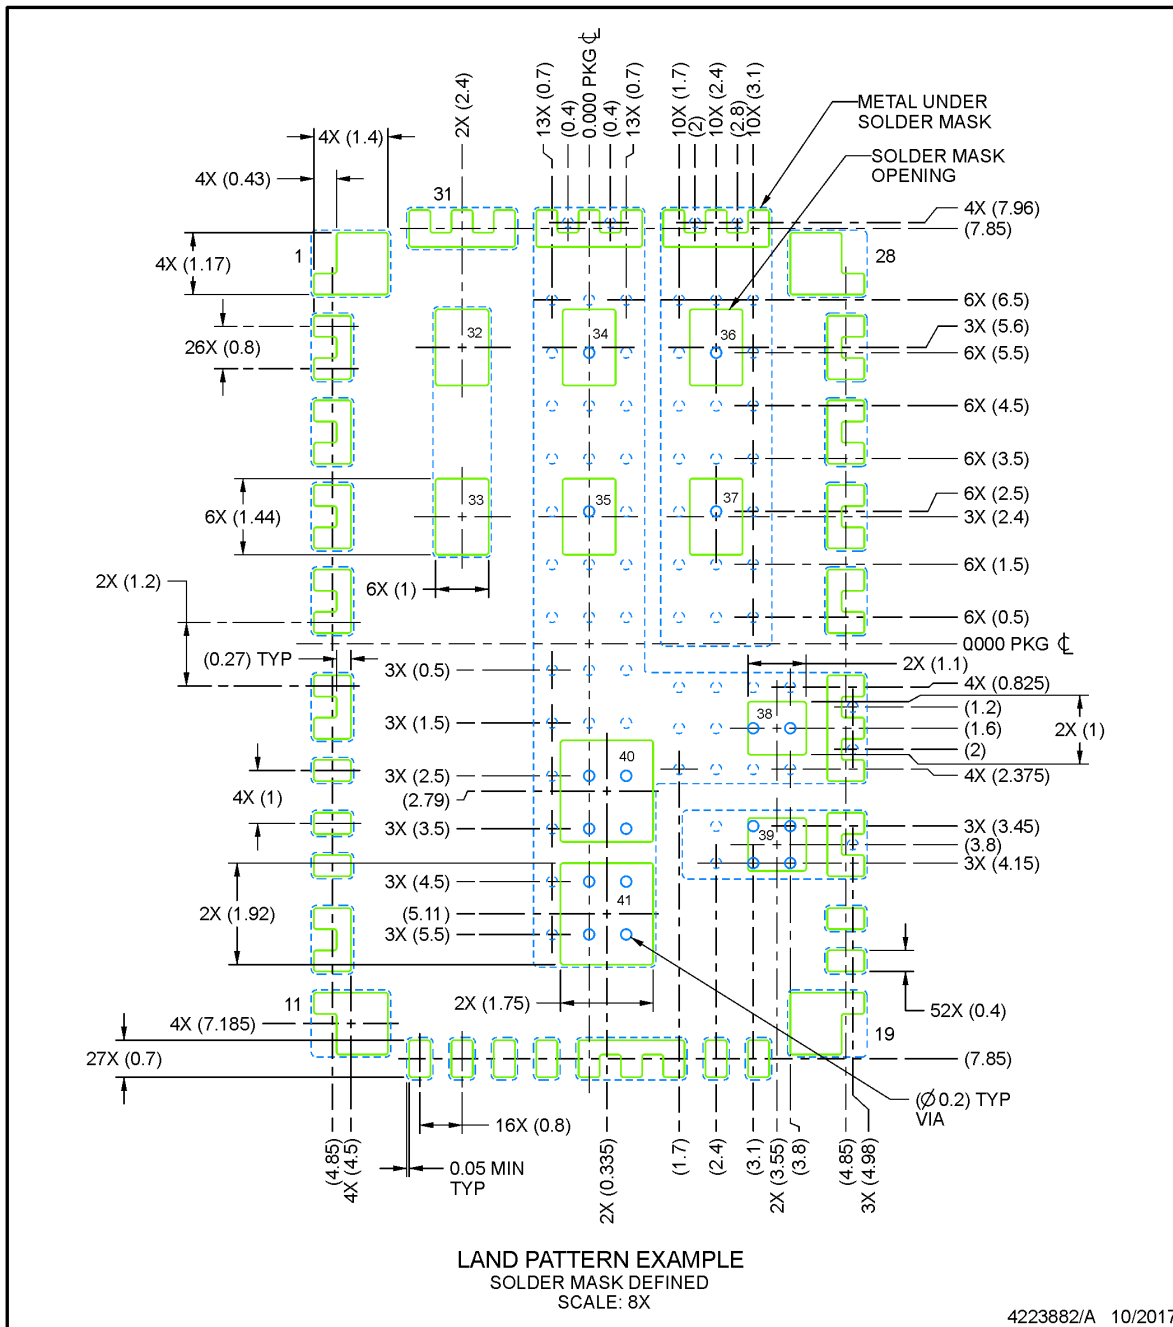 2X (2.4)
13X (0.7)
(0.4)
0.000 PKG ℄
(0.4)
13X (0.7)
10X (1.7)
(2)
10X (2.4)
(2.8)
10X (3.1)
METAL UNDER
SOLDER MASK
SOLDER MASK
OPENING
4X (1.4)
4X (0.43)
31
4X (7.96)
(7.85)
1
28
4X (1.17)
6X (6.5)
32
34
36
3X (5.6)
26X (0.8)
6X (5.5)
6X (4.5)
6X (3.5)
33
35
37
6X (2.5)
6X (1.44)
3X (2.4)
6X (1.5)
2X (1.2)
6X (1)
6X (0.5)
0000 PKG ℄
(0.27) TYP
3X (0.5)
2X (1.1)
4X (0.825)
(1.2)
38
3X (1.5)
(1.6)
2X (1)
(2)
40
3X (2.5)
4X (2.375)
4X (1)
(2.79)
3X (3.5)
3X (3.45)
39
(3.8)
3X (4.15)
3X (4.5)
41
2X (1.92)
(5.11)
3X (5.5)
2X (1.75)
11
19
52X (0.4)
4X (7.185)
27X (0.7)
(7.85)
(Ø0.2) TYP
VIA
16X (0.8)
0.05 MIN
TYP
(4.85)
4X (4.5)
2X (0.335)
(1.7)
(2.4)
(3.1)
2X (3.55)
(3.8)
(4.85)
3X (4.98)
LAND PATTERN EXAMPLE
SOLDER MASK DEFINED
SCALE: 8X
4223882/A 10/2017